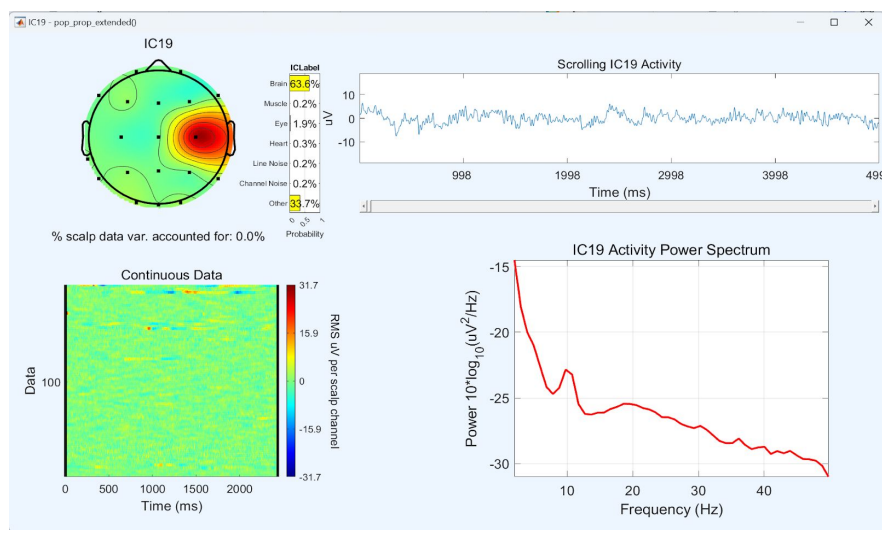 IC19 - pop_prop_extended()
IC19
ICLabel
Brain 63.6%
Muscle 0.2%
Eye 1.9%
Heart 0.3%
Line Noise 0.2%
Channel Noise 0.2%
Other 33.7%
0 0.5 1
Probability
% scalp data var. accounted for: 0.0%
Scrolling IC19 Activity
uV
10
0
-10
998 1998 2998 3998 499
Time (ms)
Continuous Data
Data
100
0 500 1000 1500 2000
Time (ms)
31.7
15.9
0
-15.9
-31.7
RMS uV per scalp channel
IC19 Activity Power Spectrum
Power 10*log10(uV²/Hz)
-15
-20
-25
-30
10 20 30 40
Frequency (Hz)